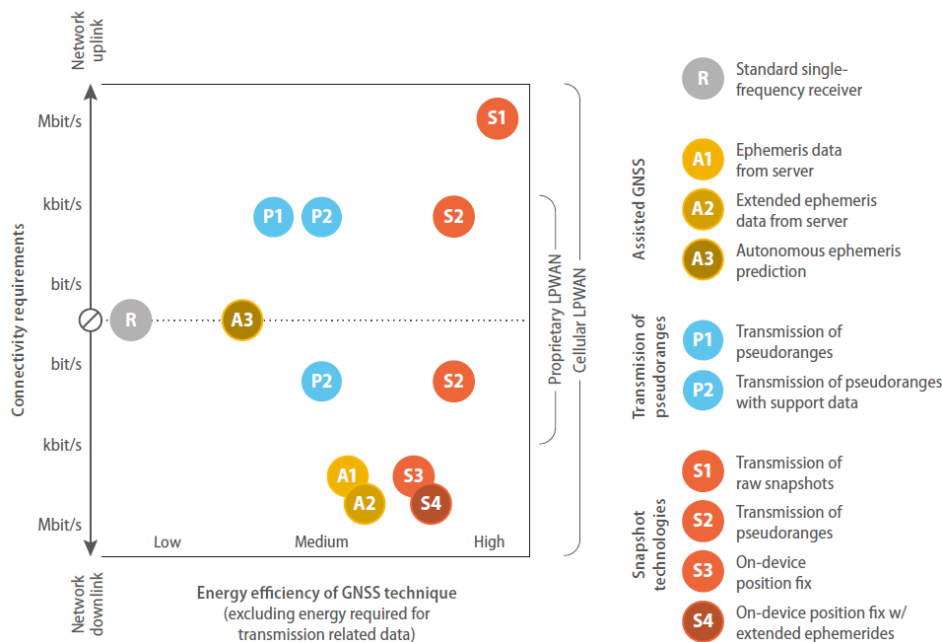 Network
uplink
Mbit/s
kbit/s
bit/s
bit/s
kbit/s
Mbit/s
Network
downlink
Connectivity requirements
S1
P1
P2
S2
R
A3
P2
S2
A1
A2
S3
S4
Low
Medium
High
Energy efficiency of GNSS technique
(excluding energy required for
transmission related data)
Proprietary LPWAN
Cellular LPWAN
R
Standard single-
frequency receiver
Assisted GNSS
A1
Ephemeris data
from server
A2
Extended ephemeris
data from server
A3
Autonomous ephemeris
prediction
Transmision of
pseudoranges
P1
Transmission of
pseudoranges
P2
Transmission of pseudoranges
with support data
Snapshot
technologies
S1
Transmission of
raw snapshots
S2
Transmission of
pseudoranges
S3
On-device
position fix
S4
On-device position fix w/
extended ephemerides